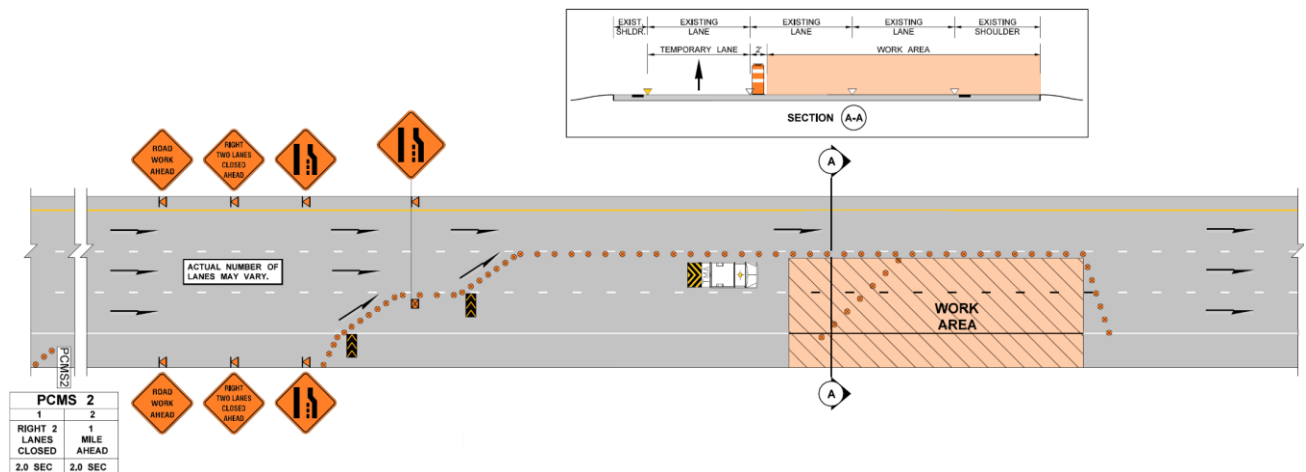 EXIST. SHLDR.
EXISTING LANE
EXISTING LANE
EXISTING LANE
EXISTING SHOULDER
TEMPORARY LANE
2'
WORK AREA
SECTION A-A
ROAD
WORK
AHEAD
RIGHT
TWO LANES
CLOSED
AHEAD
A
ACTUAL NUMBER OF
LANES MAY VARY.
TMA
WORK
AREA
PCMS2
ROAD
WORK
AHEAD
RIGHT
TWO LANES
CLOSED
AHEAD
A
PCMS 2
1 2
RIGHT 2 1
LANES MILE
CLOSED AHEAD
2.0 SEC 2.0 SEC